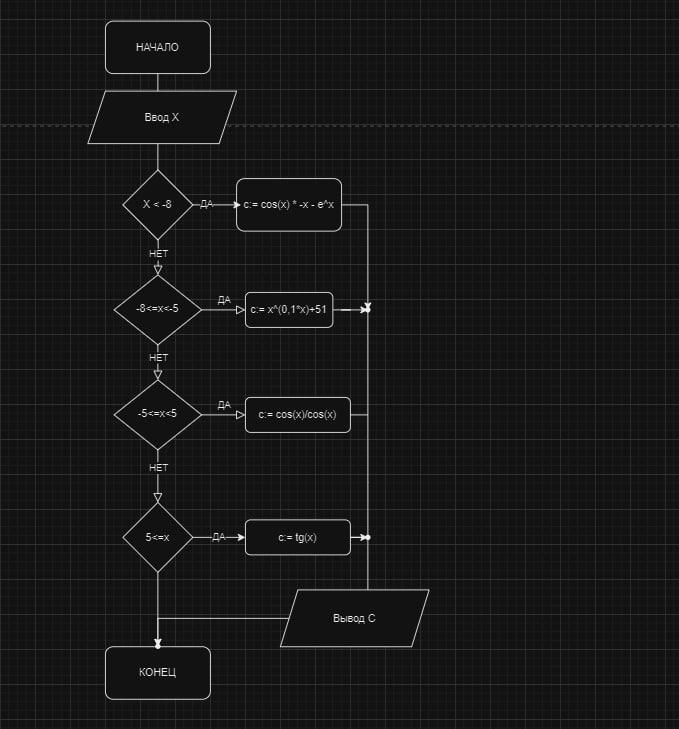 НАЧАЛО
Ввод X
X < -8
ДА
c:= cos(x) * -x - e^x
НЕТ
-8<=x<-5
ДА
c:= x^(0,1*x)+51
НЕТ
-5<=x<5
ДА
c:= cos(x)/cos(x)
НЕТ
5<=x
ДА
c:= tg(x)
Вывод C
КОНЕЦ